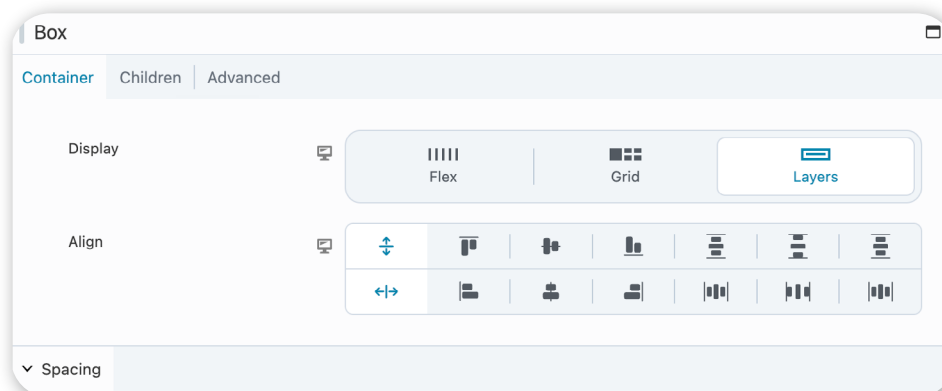 Box
Container Children Advanced
Display
Flex Grid Layers
Align
Spacing